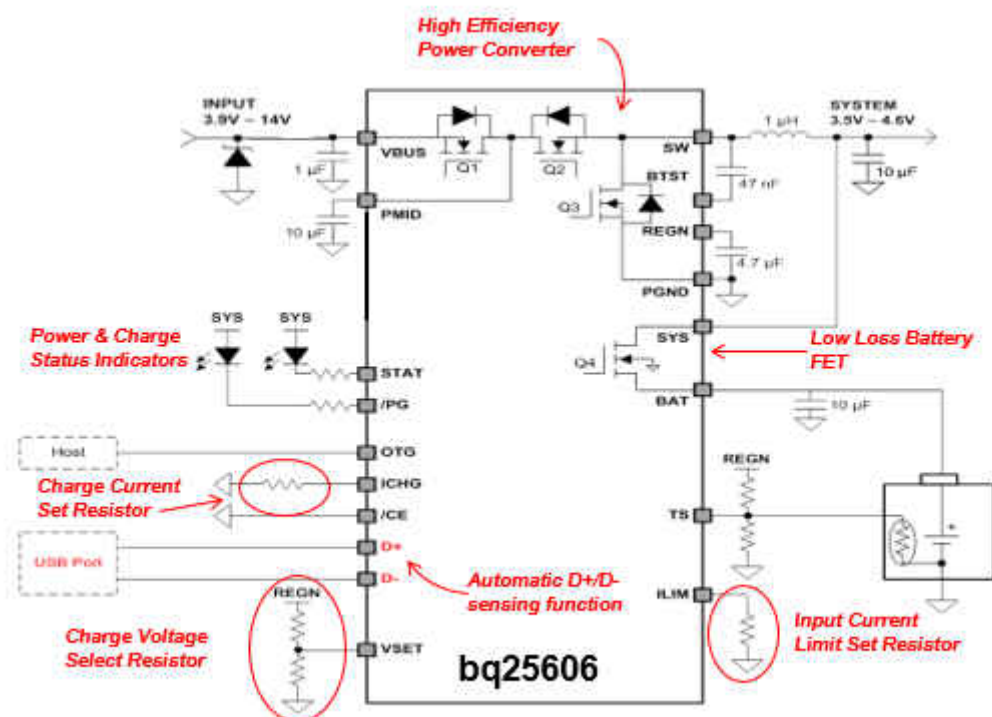 High Efficiency
Power Converter
INPUT
3.9V ~ 14V
SYSTEM
3.5V ~ 4.6V
1 µH
VBUS
Q1
Q2
SW
1 µF
BTST
10 µF
47 nF
PMID
Q3
10 µF
REGN
4.7 µF
PGND
SYS
SYS
Power & Charge
Status Indicators
SYS
Low Loss Battery
FET
STAT
Q4
/PG
BAT
10 µF
Host
OTG
REGN
Charge Current
Set Resistor
ICHG
/CE
TS
+
USB Port
D+
D-
Automatic D+/D-
sensing function
REGN
ILIM
Charge Voltage
Select Resistor
VSET
Input Current
Limit Set Resistor
bq25606